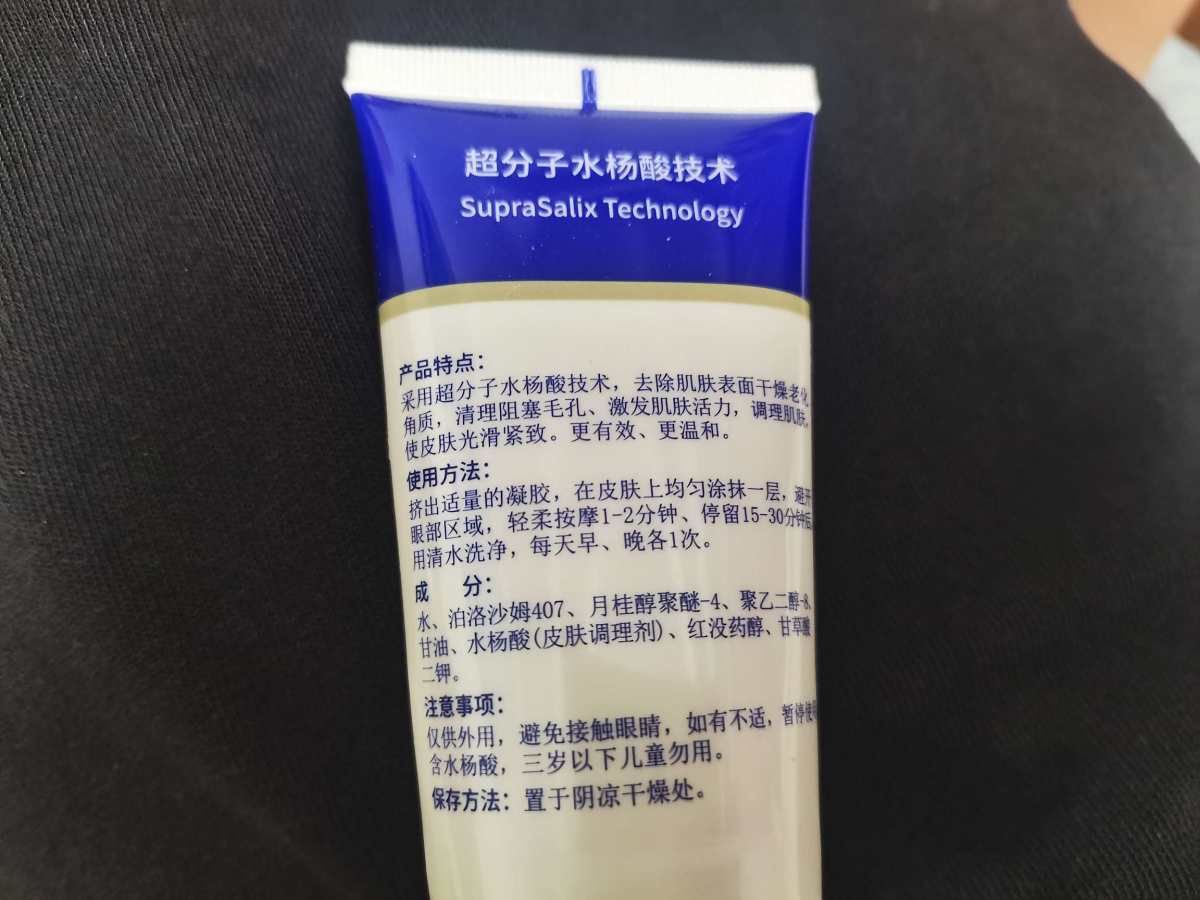 超分子水杨酸技术
SupraSalix Technology
产品特点：
采用超分子水杨酸技术，去除肌肤表面干燥老化
角质，清理阻塞毛孔、激发肌肤活力，调理肌肤，
使皮肤光滑紧致。更有效、更温和。
使用方法：
挤出适量的凝胶，在皮肤上均匀涂抹一层，避开
眼部区域，轻柔按摩1-2分钟、停留15-30分钟后
用清水洗净，每天早、晚各1次。
成 分：
水、泊洛沙姆407、月桂醇聚醚-4、聚乙二醇-8、
甘油、水杨酸(皮肤调理剂)、红没药醇、甘草酸
二钾。
注意事项：
仅供外用，避免接触眼睛，如有不适，暂停使用
含水杨酸，三岁以下儿童勿用。
保存方法：置于阴凉干燥处。